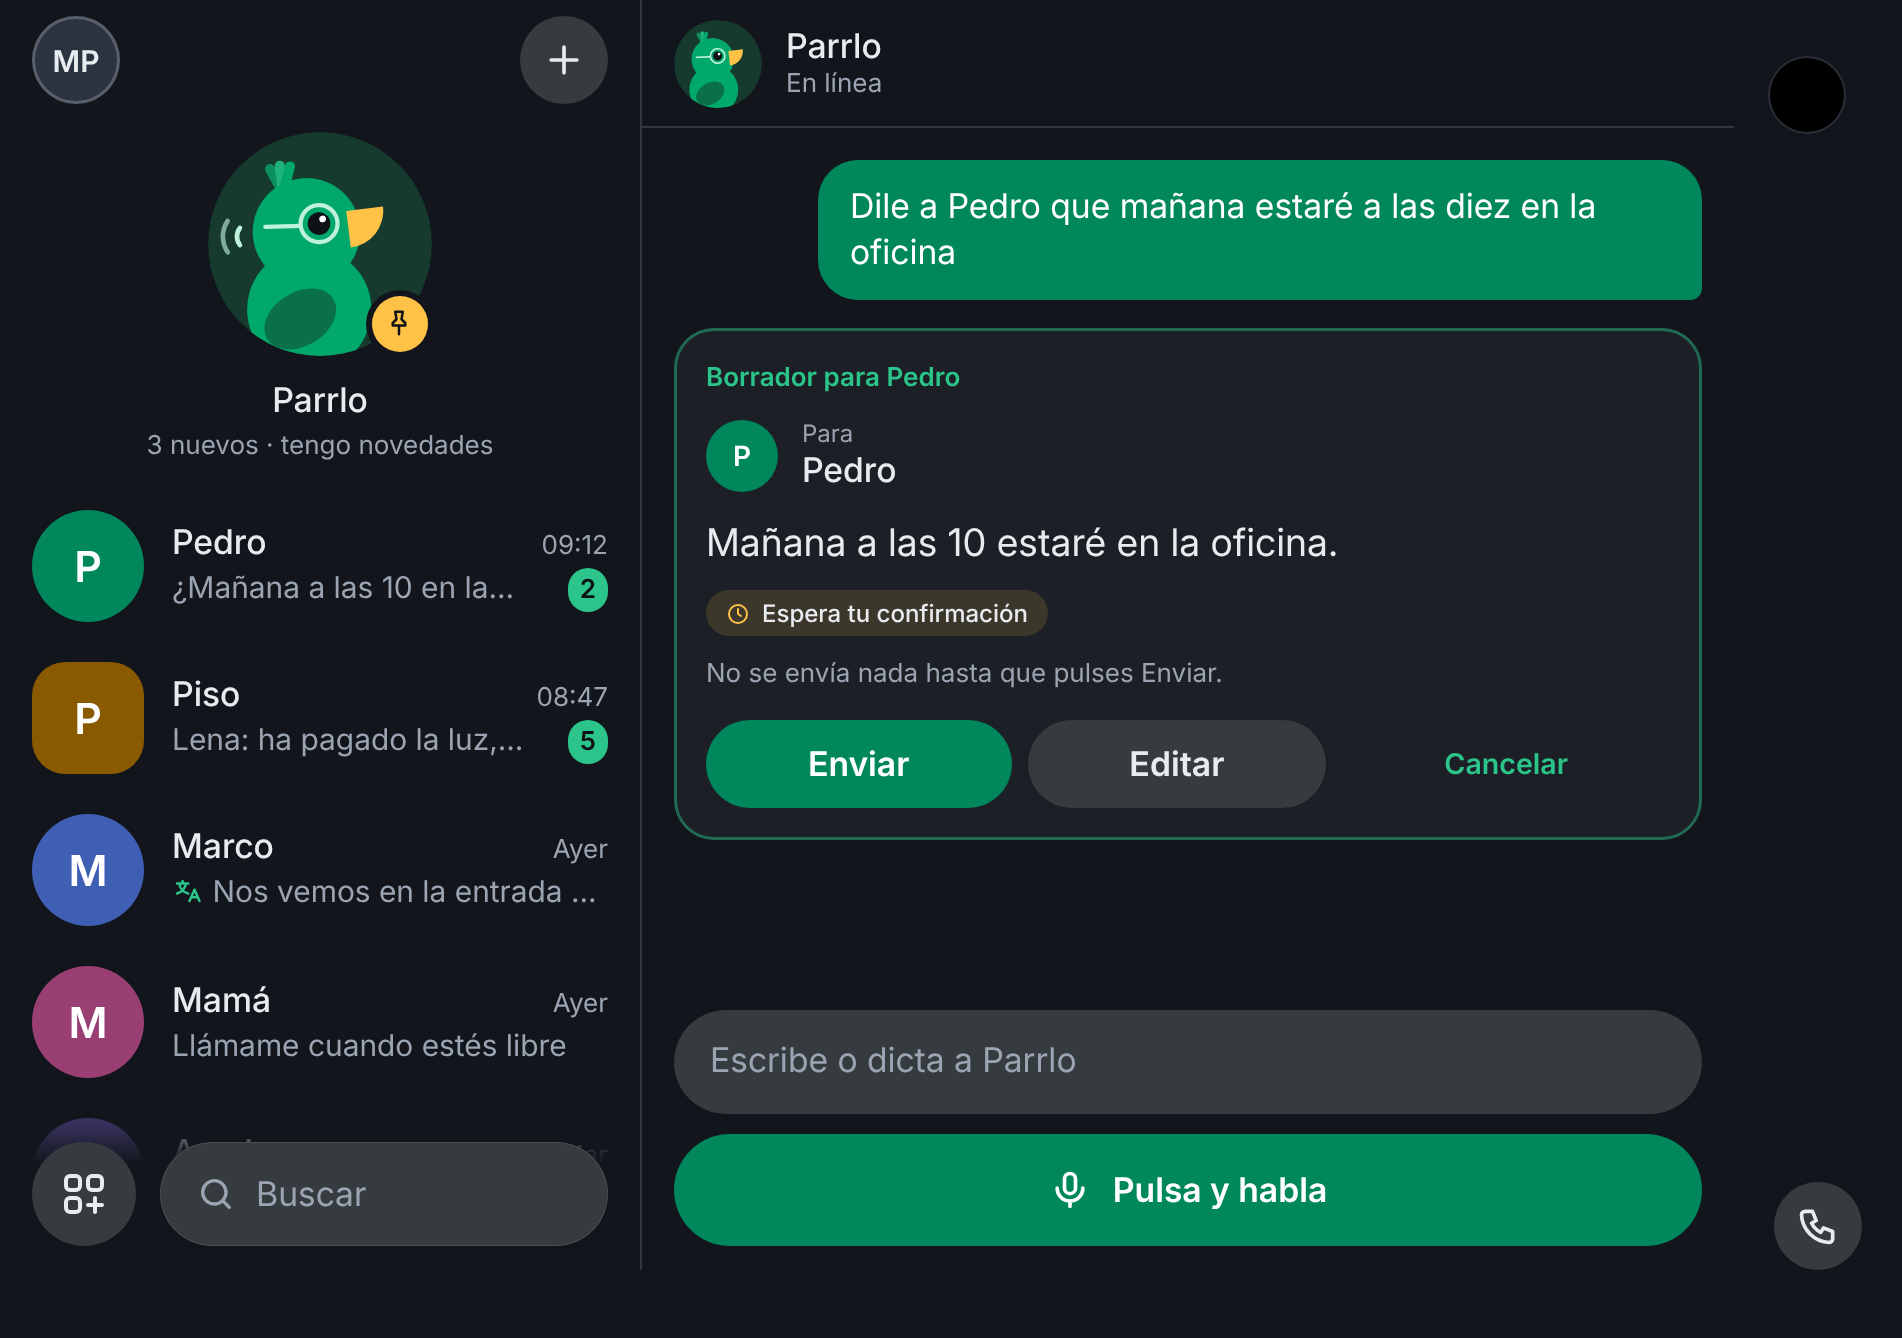 MP
Parrlo
3 nuevos · tengo novedades
P
Pedro
09:12
¿Mañana a las 10 en la...
2
P
Piso
08:47
Lena: ha pagado la luz,...
5
M
Marco
Ayer
Nos vemos en la entrada ...
M
Mamá
Ayer
Llámame cuando estés libre
Buscar
Parrlo
En línea
Dile a Pedro que mañana estaré a las diez en la
oficina
Borrador para Pedro
P
Para
Pedro
Mañana a las 10 estaré en la oficina.
Espera tu confirmación
No se envía nada hasta que pulses Enviar.
Enviar
Editar
Cancelar
Escribe o dicta a Parrlo
Pulsa y habla